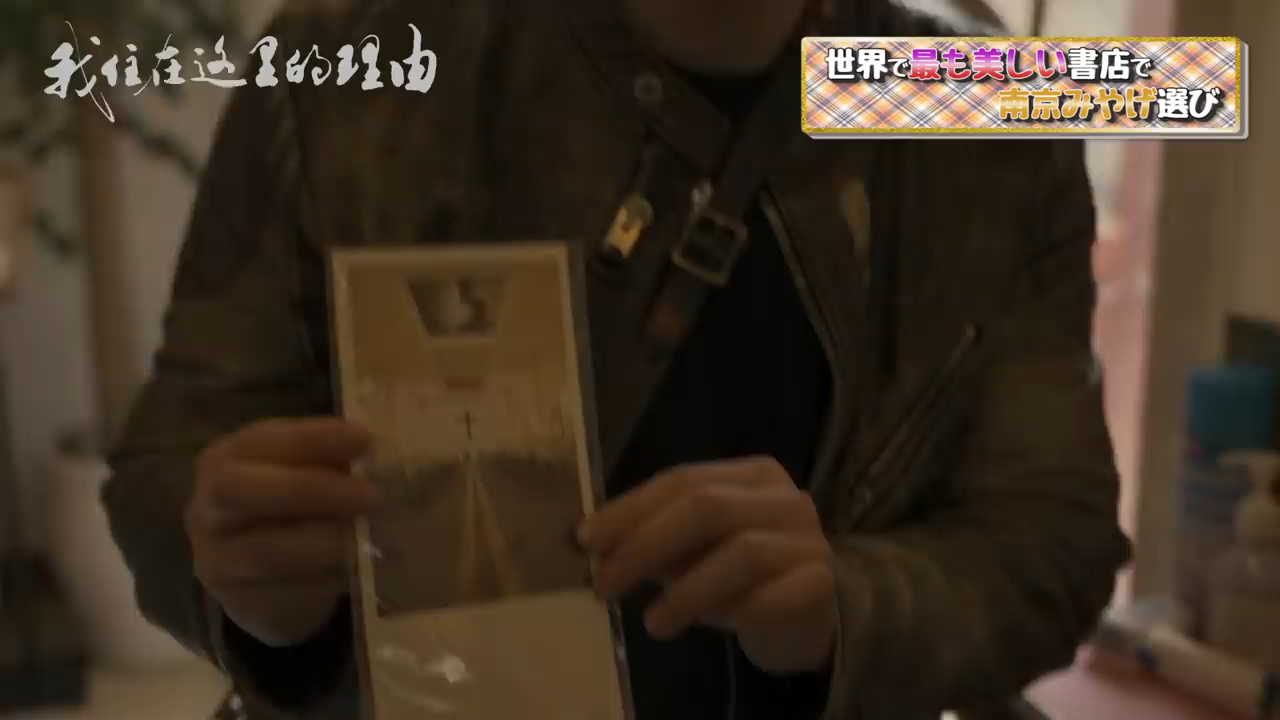 我住在这里的理由
世界で最も美しい書店で
南京みやげ選び